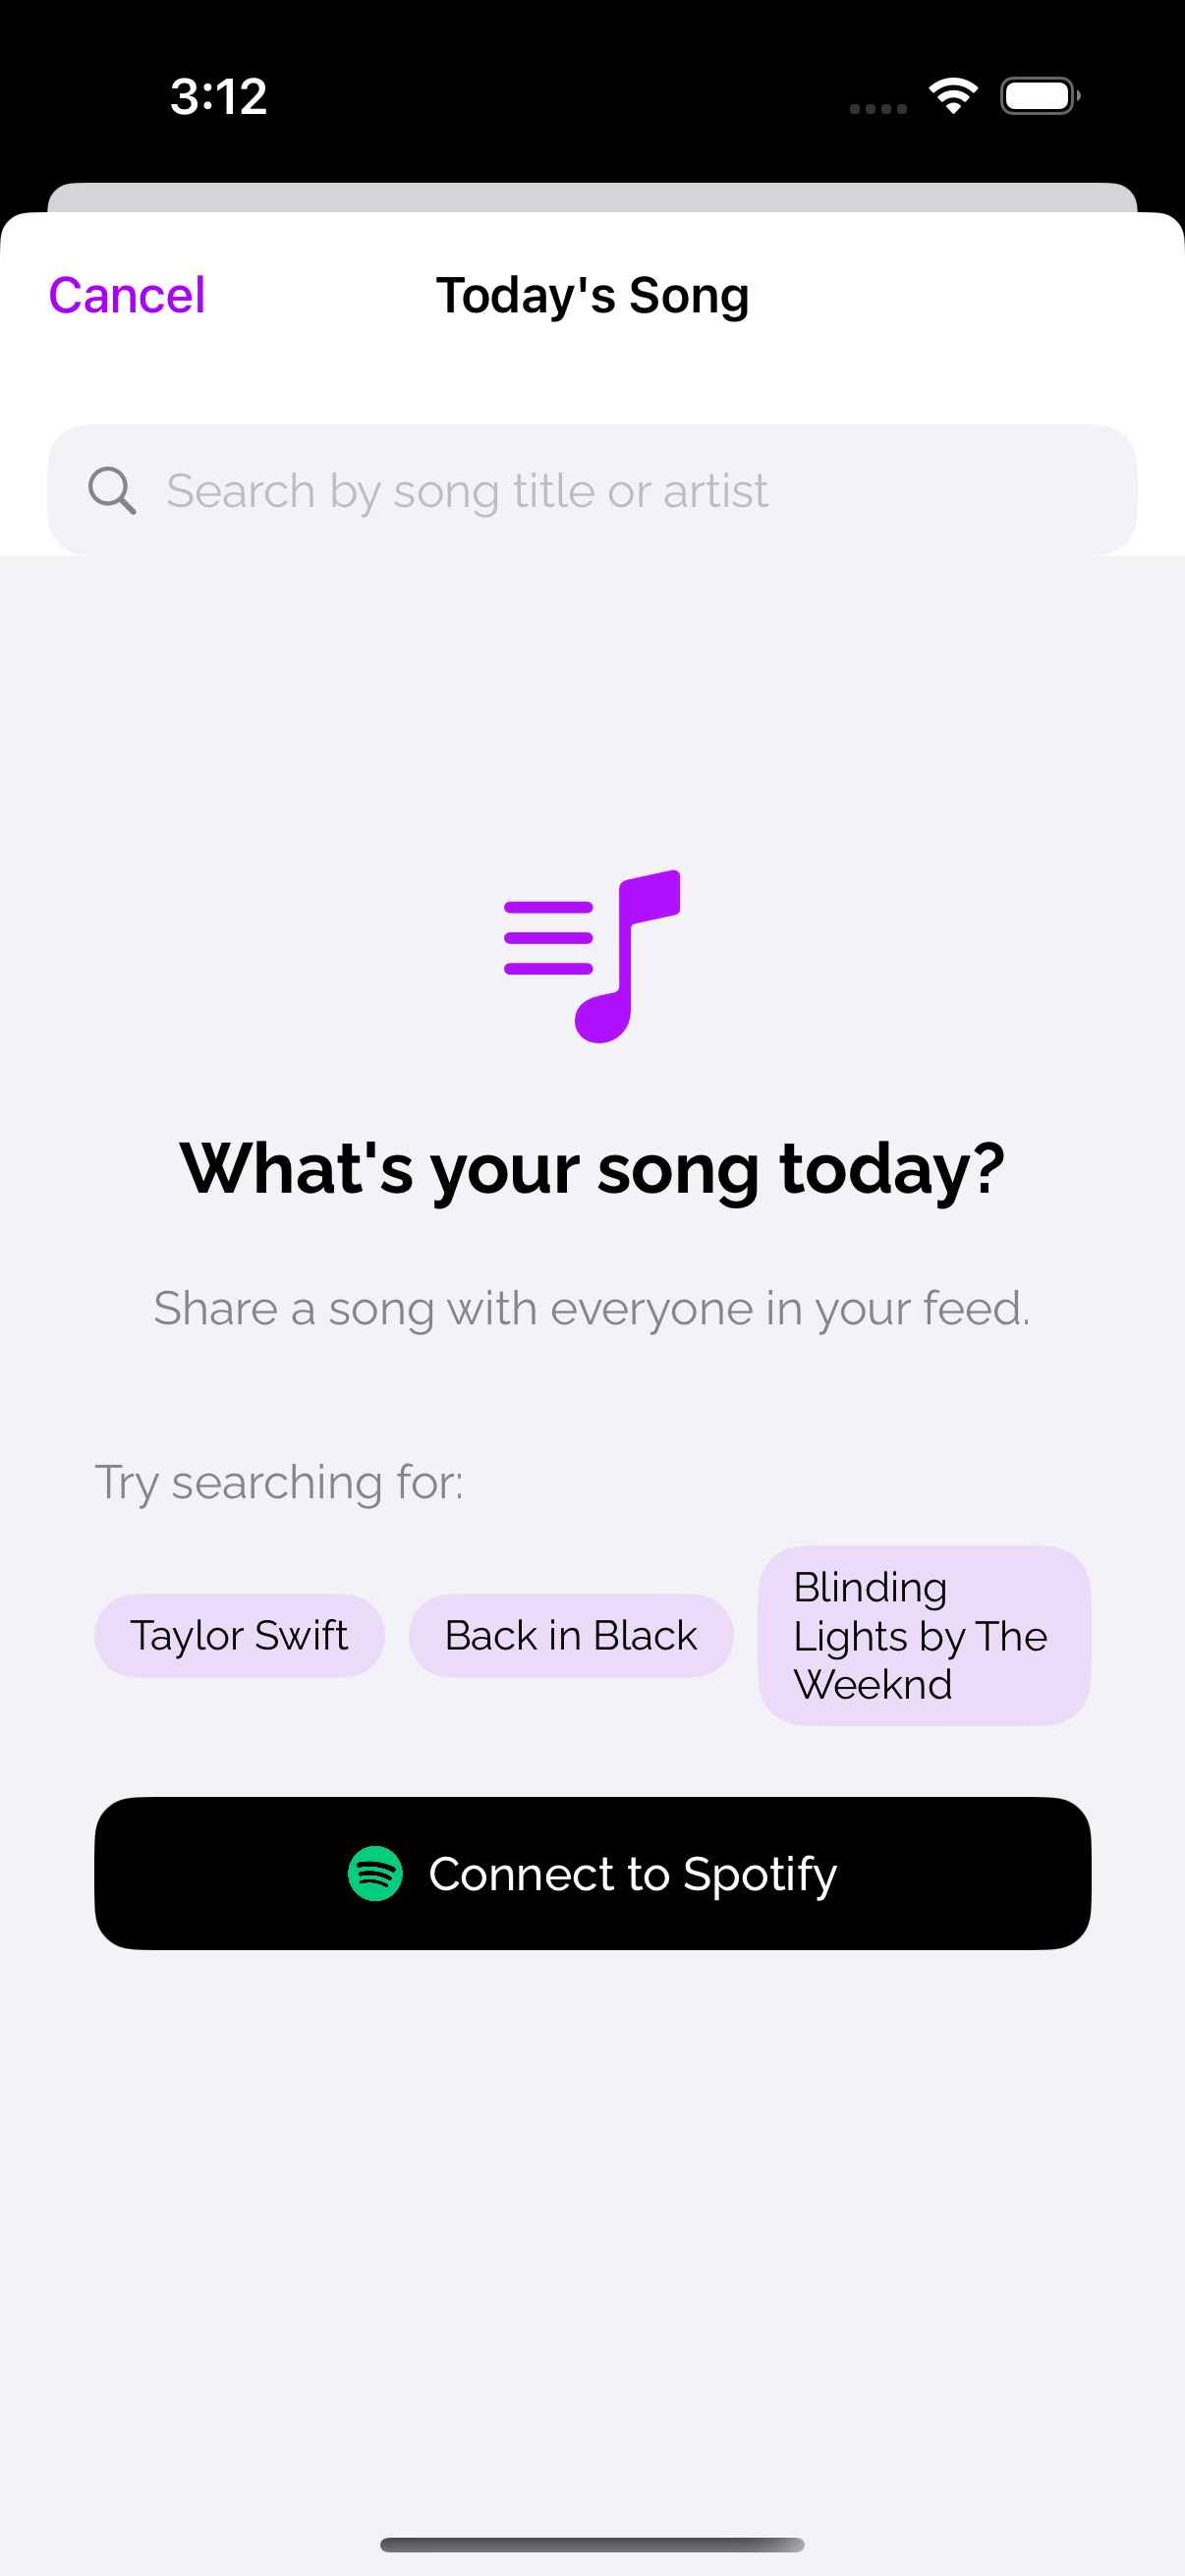 3:12
Cancel
Today's Song
Search by song title or artist
What's your song today?
Share a song with everyone in your feed.
Try searching for:
Taylor Swift
Back in Black
Blinding
Lights by The
Weeknd
Connect to Spotify